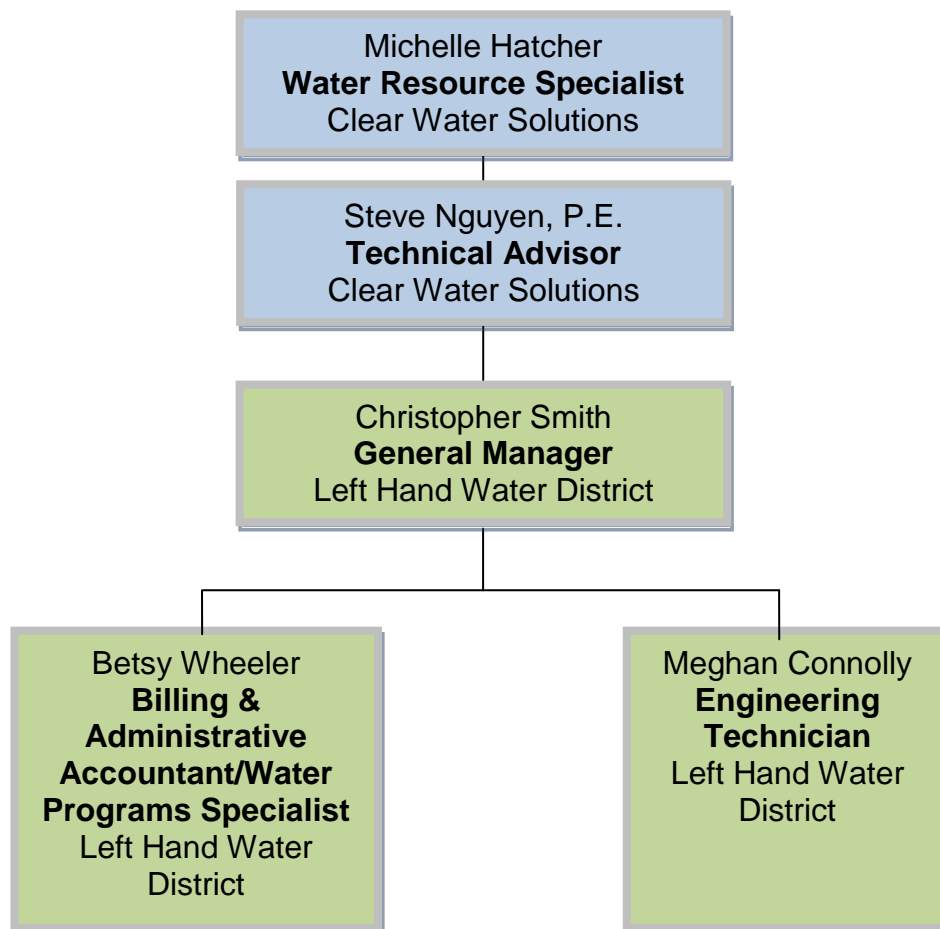 Michelle Hatcher
Water Resource Specialist
Clear Water Solutions
Steve Nguyen, P.E.
Technical Advisor
Clear Water Solutions
Christopher Smith
General Manager
Left Hand Water District
Betsy Wheeler
Billing &
Administrative
Accountant/Water
Programs Specialist
Left Hand Water
District
Meghan Connolly
Engineering
Technician
Left Hand Water
District